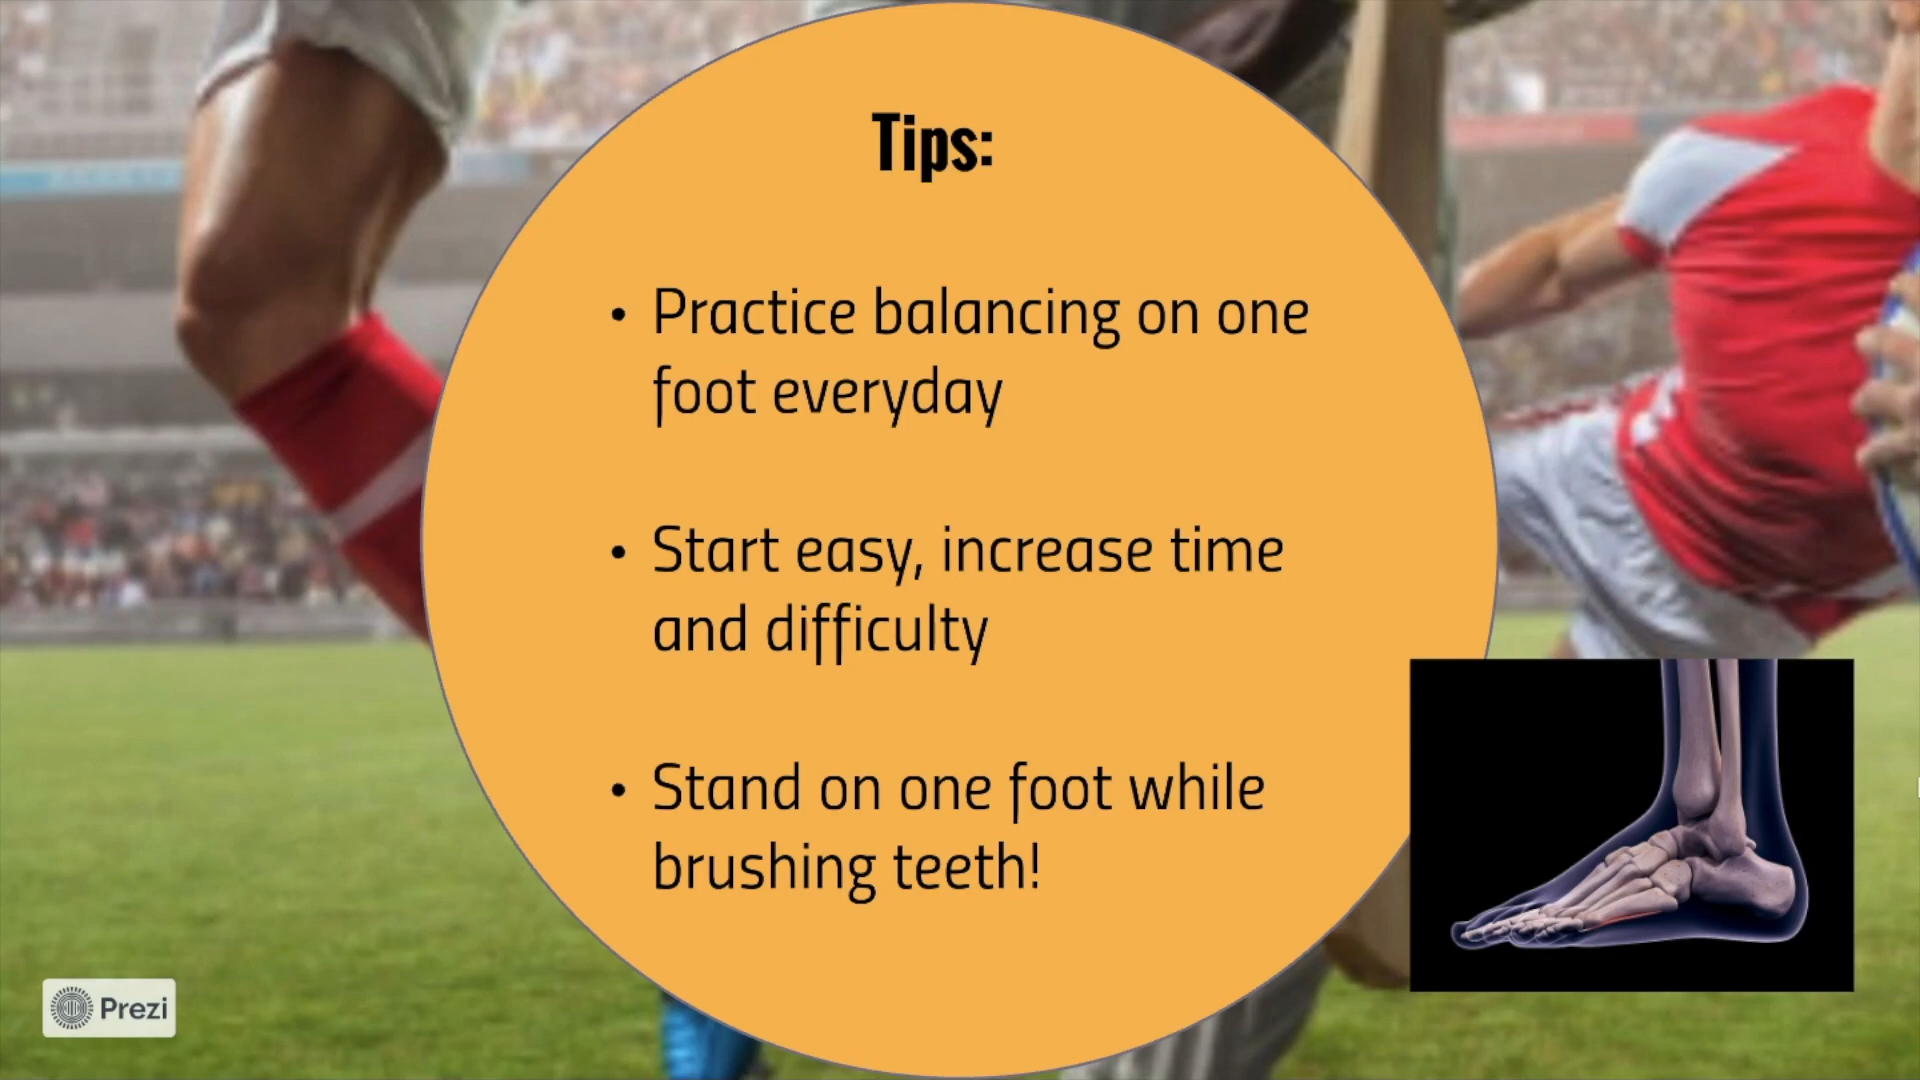 Tips:
• Practice balancing on one
foot everyday
• Start easy, increase time
and difficulty
• Stand on one foot while
brushing teeth!
Prezi